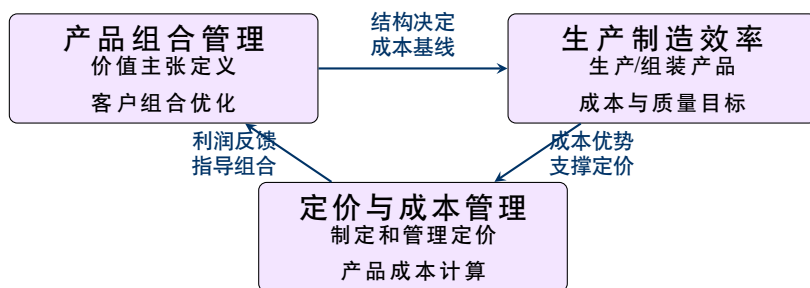 产品组合管理
价值主张定义
客户组合优化
结构决定
成本基线
生产制造效率
生产/组装产品
成本与质量目标
利润反馈
指导组合
成本优势
支撑定价
定价与成本管理
制定和管理定价
产品成本计算